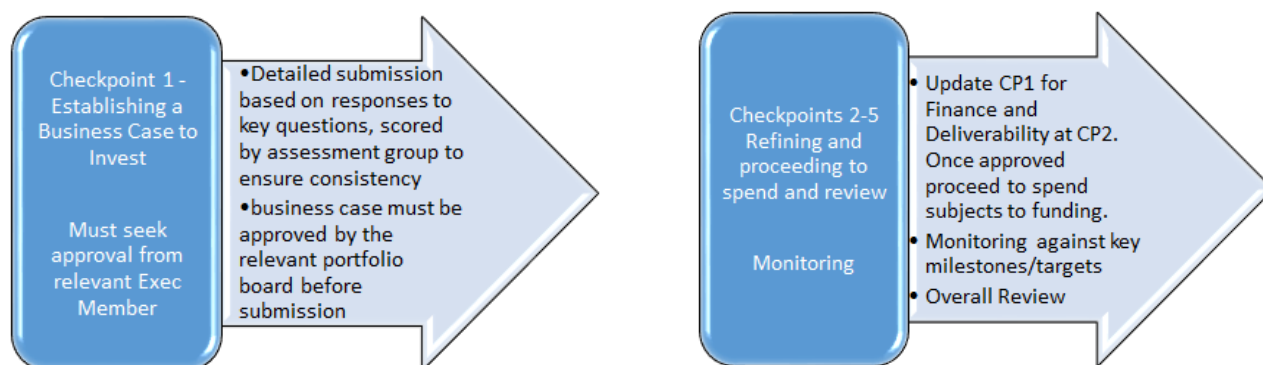 Checkpoint 1 -
Establishing a
Business Case to
Invest
Must seek
approval from
relevant Exec
Member
•Detailed submission
based on responses to
key questions, scored
by assessment group to
ensure consistency
•business case must be
approved by the
relevant portfolio
board before
submission
Checkpoints 2-5
Refining and
proceeding to
spend and review
Monitoring
• Update CP1 for
Finance and
Deliverability at CP2.
Once approved
proceed to spend
subjects to funding.
• Monitoring against key
milestones/targets
• Overall Review